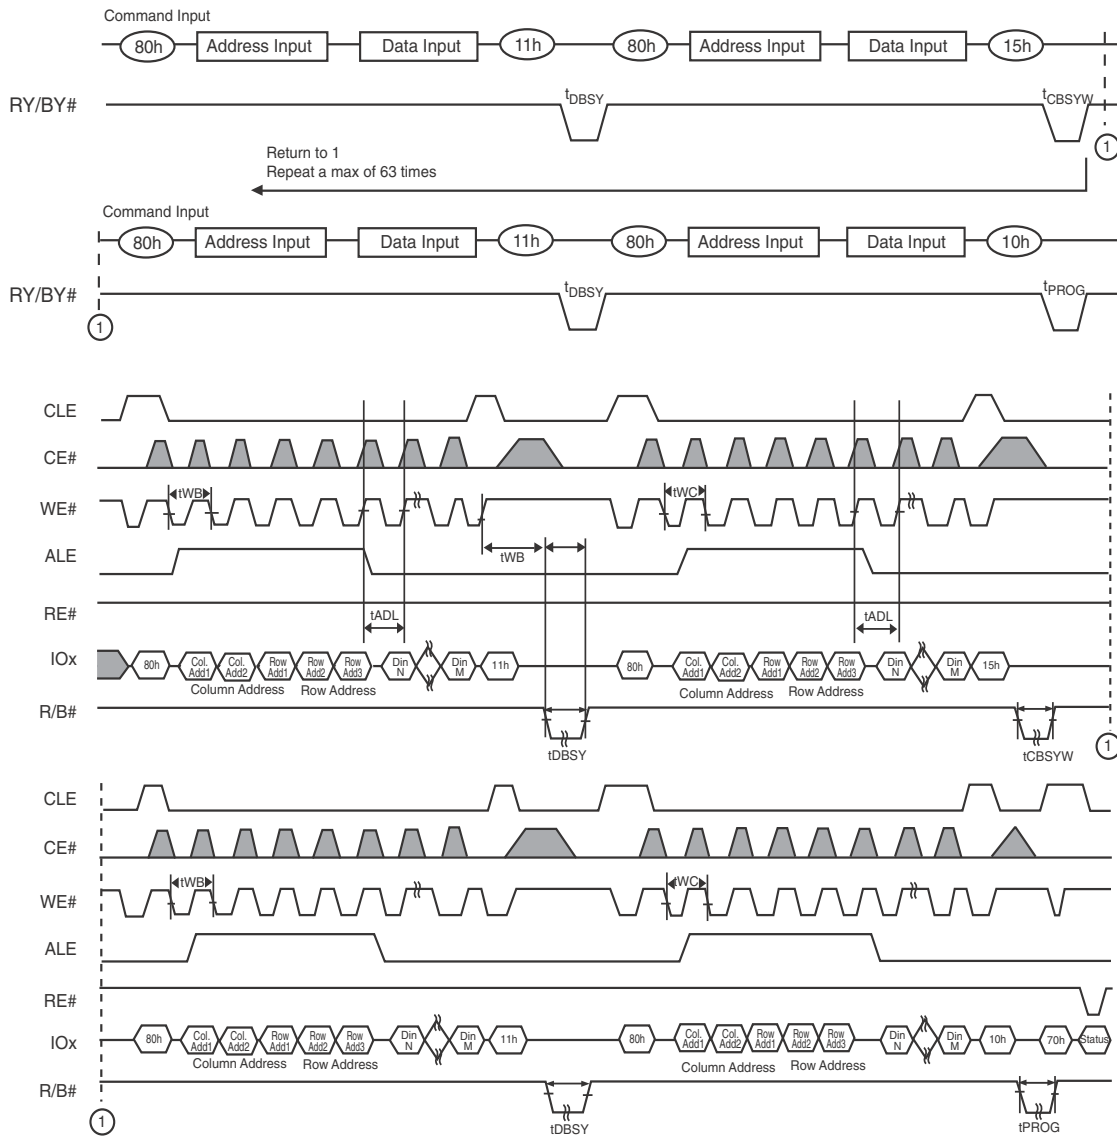 Command Input
80h Address Input Data Input 11h 80h Address Input Data Input 15h
RY/BY# tDBSY tCBSYW
1
Return to 1
Repeat a max of 63 times
Command Input
80h Address Input Data Input 11h 80h Address Input Data Input 10h
RY/BY# tDBSY tPROG
1
CLE
CE#
WE# tWB tWC
ALE tWB
RE# tADL tADL
IOx 80h Col. Add1 Col. Add2 Row Add1 Row Add2 Row Add3 Din N Din M 11h 80h Col. Add1 Col. Add2 Row Add1 Row Add2 Row Add3 Din N Din M 15h
Column Address Row Address Column Address Row Address
R/B# tDBSY tCBSYW
1
CLE
CE#
WE# tWB tWC
ALE
RE#
IOx 80h Col. Add1 Col. Add2 Row Add1 Row Add2 Row Add3 Din N Din M 11h 80h Col. Add1 Col. Add2 Row Add1 Row Add2 Row Add3 Din N Din M 10h 70h Status
Column Address Row Address Column Address Row Address
R/B# tDBSY tPROG
1